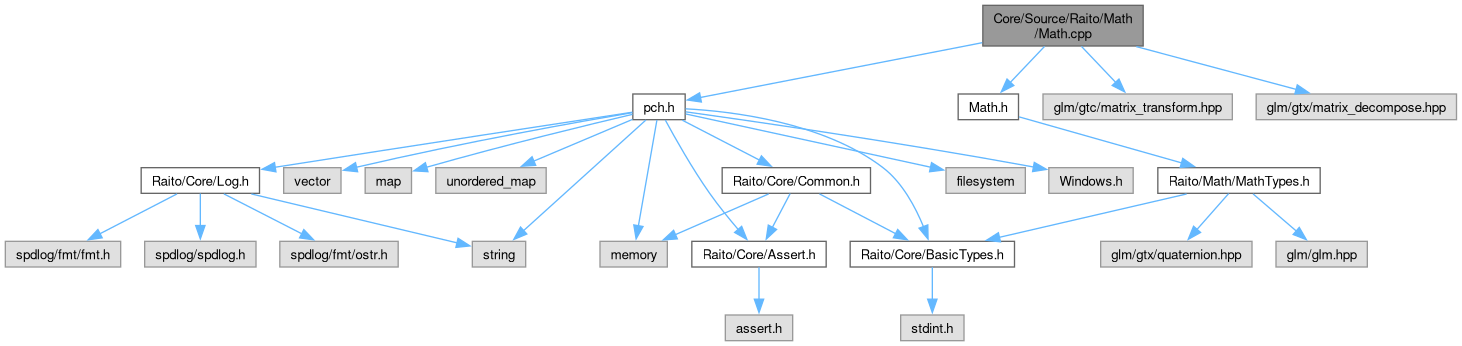 Core/Source/Raito/Math
/Math.cpp
pch.h
Math.h
glm/gtc/matrix_transform.hpp
glm/gtx/matrix_decompose.hpp
Raito/Core/Log.h
vector
map
unordered_map
Raito/Core/Common.h
filesystem
Windows.h
Raito/Math/MathTypes.h
spdlog/fmt/fmt.h
spdlog/spdlog.h
spdlog/fmt/ostr.h
string
memory
Raito/Core/Assert.h
Raito/Core/BasicTypes.h
glm/gtx/quaternion.hpp
glm/glm.hpp
assert.h
stdint.h